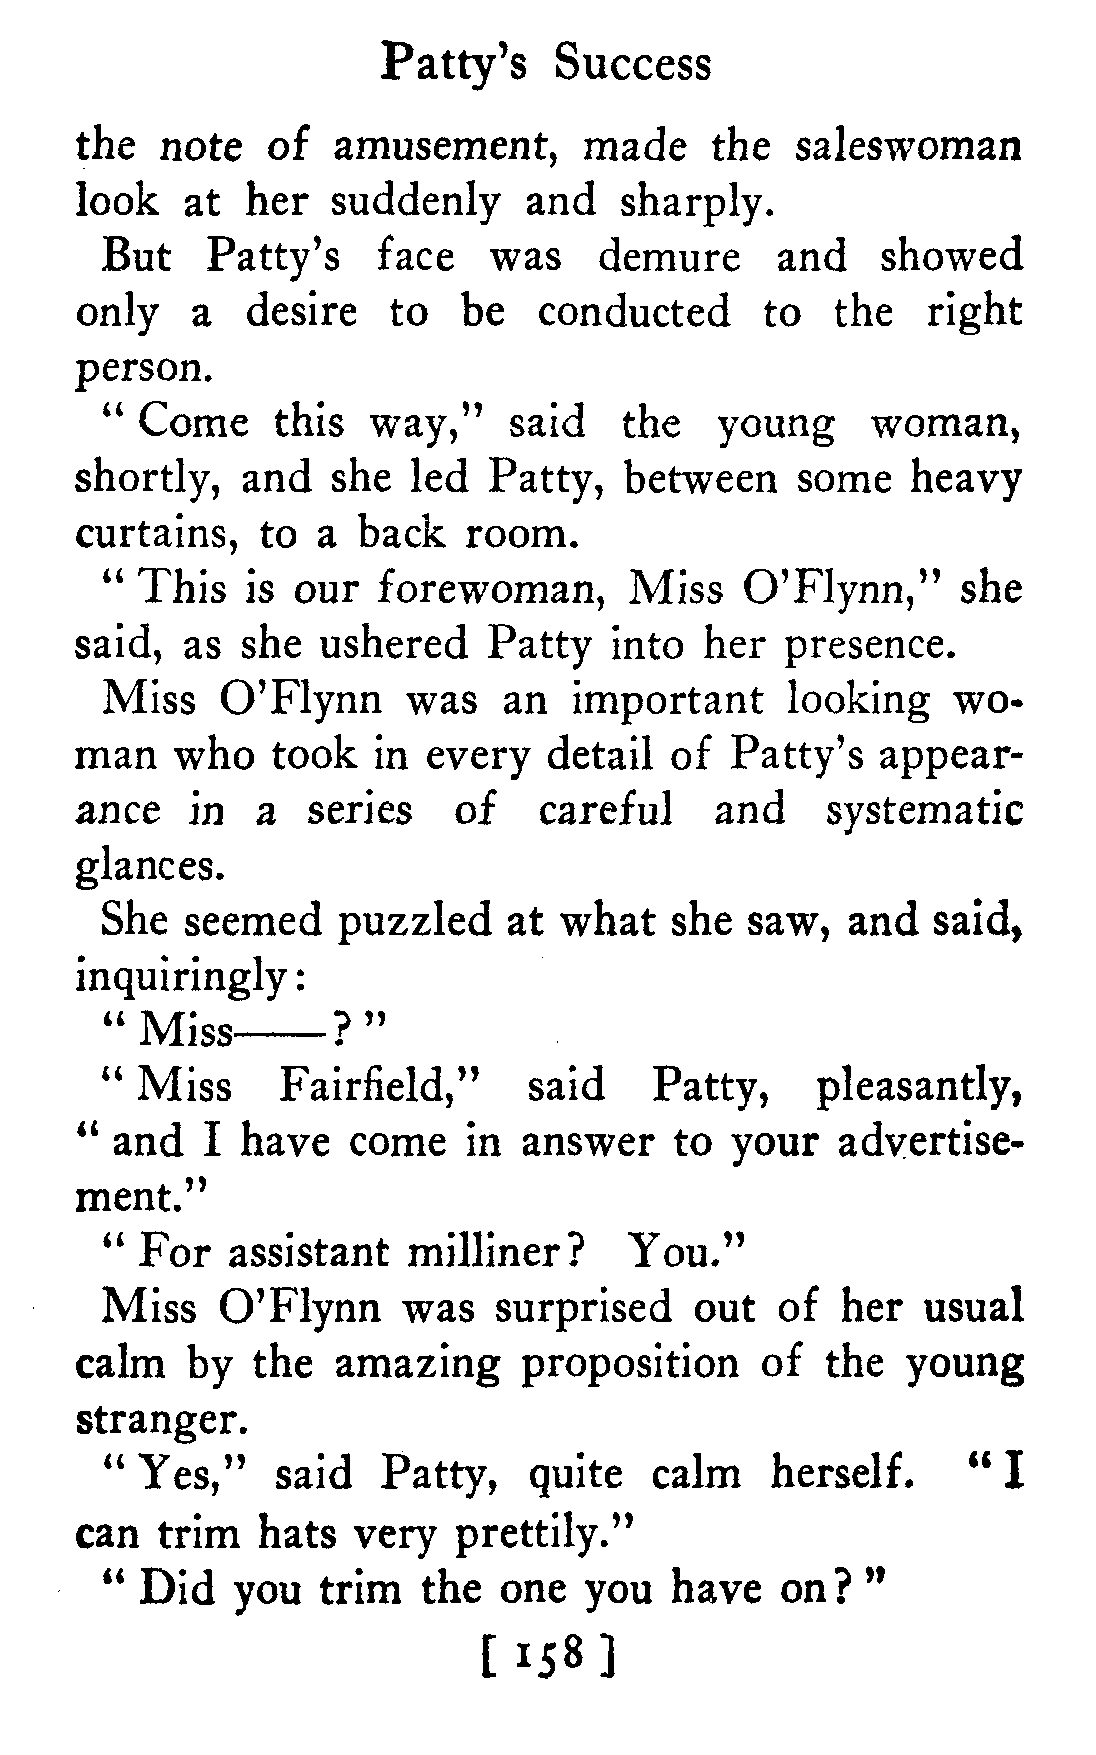 Patty's Success
the note of amusement, made the saleswoman
look at her suddenly and sharply.
But Patty's face was demure and showed
only a desire to be conducted to the right
person.
" Come this way," said the young woman,
shortly, and she led Patty, between some heavy
curtains, to a back room.
" This is our forewoman, Miss O'Flynn," she
said, as she ushered Patty into her presence.
Miss O'Flynn was an important looking wo-
man who took in every detail of Patty's appear-
ance in a series of careful and systematic
glances.
She seemed puzzled at what she saw, and said,
inquiringly:
" Miss——? "
" Miss Fairfield," said Patty, pleasantly,
" and I have come in answer to your advertise-
ment."
" For assistant milliner? You."
Miss O'Flynn was surprised out of her usual
calm by the amazing proposition of the young
stranger.
" Yes," said Patty, quite calm herself. " I
can trim hats very prettily."
" Did you trim the one you have on? "
[ 158 ]